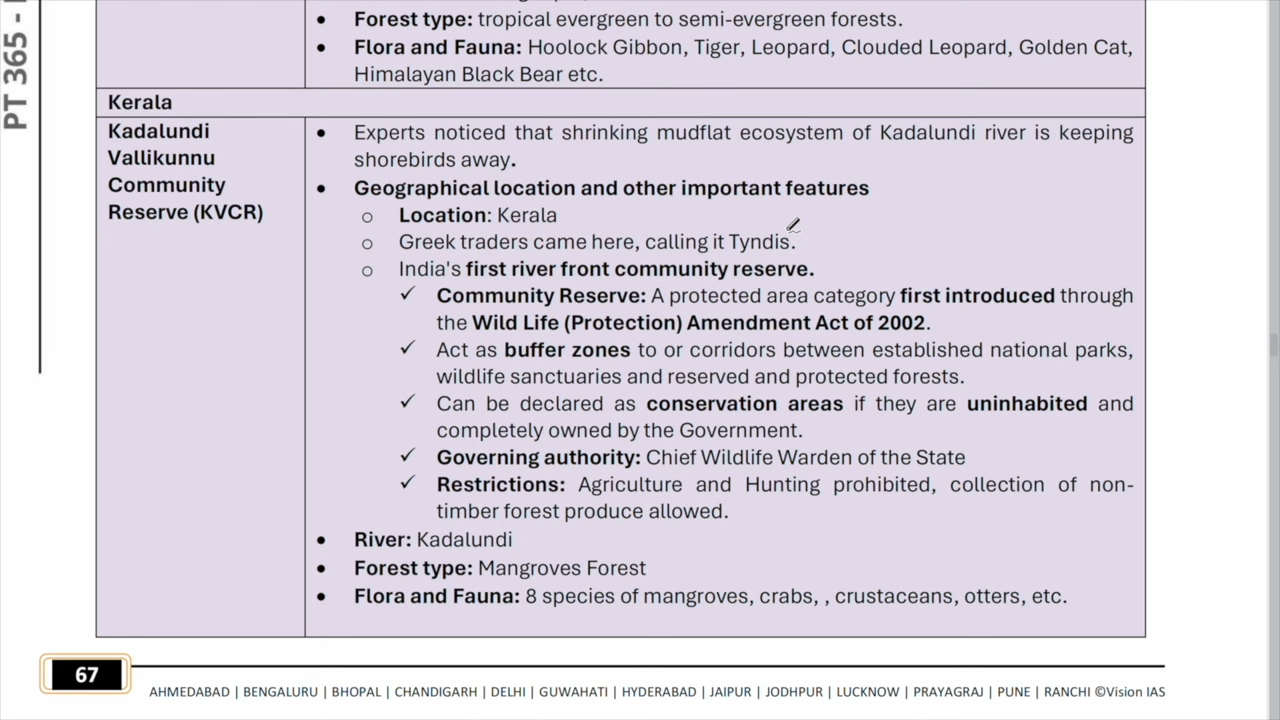 PT 365 -
• Forest type: tropical evergreen to semi-evergreen forests.
• Flora and Fauna: Hoolock Gibbon, Tiger, Leopard, Clouded Leopard, Golden Cat,
Himalayan Black Bear etc.
Kerala
Kadalundi
Vallikunnu
Community
Reserve (KVCR)
• Experts noticed that shrinking mudflat ecosystem of Kadalundi river is keeping
shorebirds away.
• Geographical location and other important features
o Location: Kerala
o Greek traders came here, calling it Tyndis.
o India's first river front community reserve.
✓ Community Reserve: A protected area category first introduced through
the Wild Life (Protection) Amendment Act of 2002.
✓ Act as buffer zones to or corridors between established national parks,
wildlife sanctuaries and reserved and protected forests.
✓ Can be declared as conservation areas if they are uninhabited and
completely owned by the Government.
✓ Governing authority: Chief Wildlife Warden of the State
✓ Restrictions: Agriculture and Hunting prohibited, collection of non-
timber forest produce allowed.
• River: Kadalundi
• Forest type: Mangroves Forest
• Flora and Fauna: 8 species of mangroves, crabs, , crustaceans, otters, etc.
67
AHMEDABAD | BENGALURU | BHOPAL | CHANDIGARH | DELHI | GUWAHATI | HYDERABAD | JAIPUR | JODHPUR | LUCKNOW | PRAYAGRAJ | PUNE | RANCHI ©Vision IAS